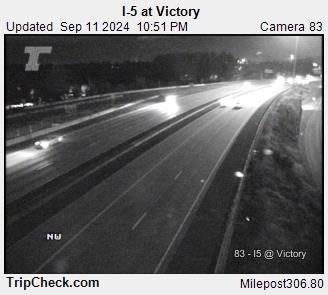 I-5 at Victory
Updated Sep 11 2024 10:51 PM Camera 83
T
NW
83 - I5 @ Victory
TripCheck.com Milepost306.80